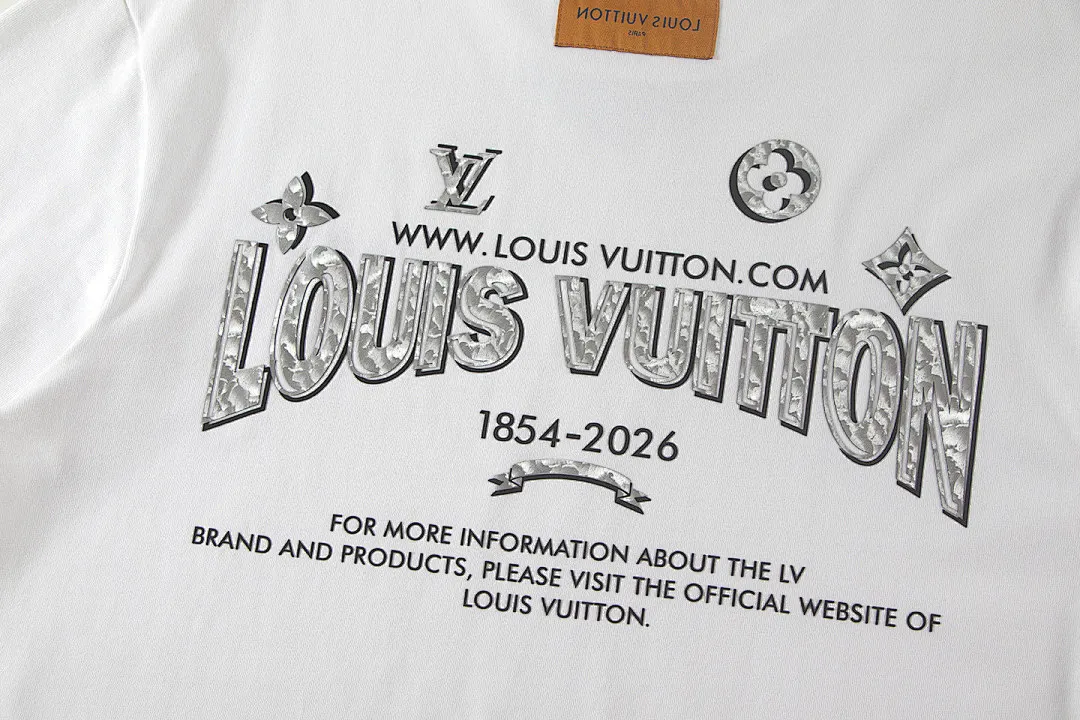 LOUIS VUITTON
PARIS
LV
WWW.LOUIS VUITTON.COM
LOUIS VUITTON
1854-2026
FOR MORE INFORMATION ABOUT THE LV
BRAND AND PRODUCTS, PLEASE VISIT THE OFFICIAL WEBSITE OF
LOUIS VUITTON.